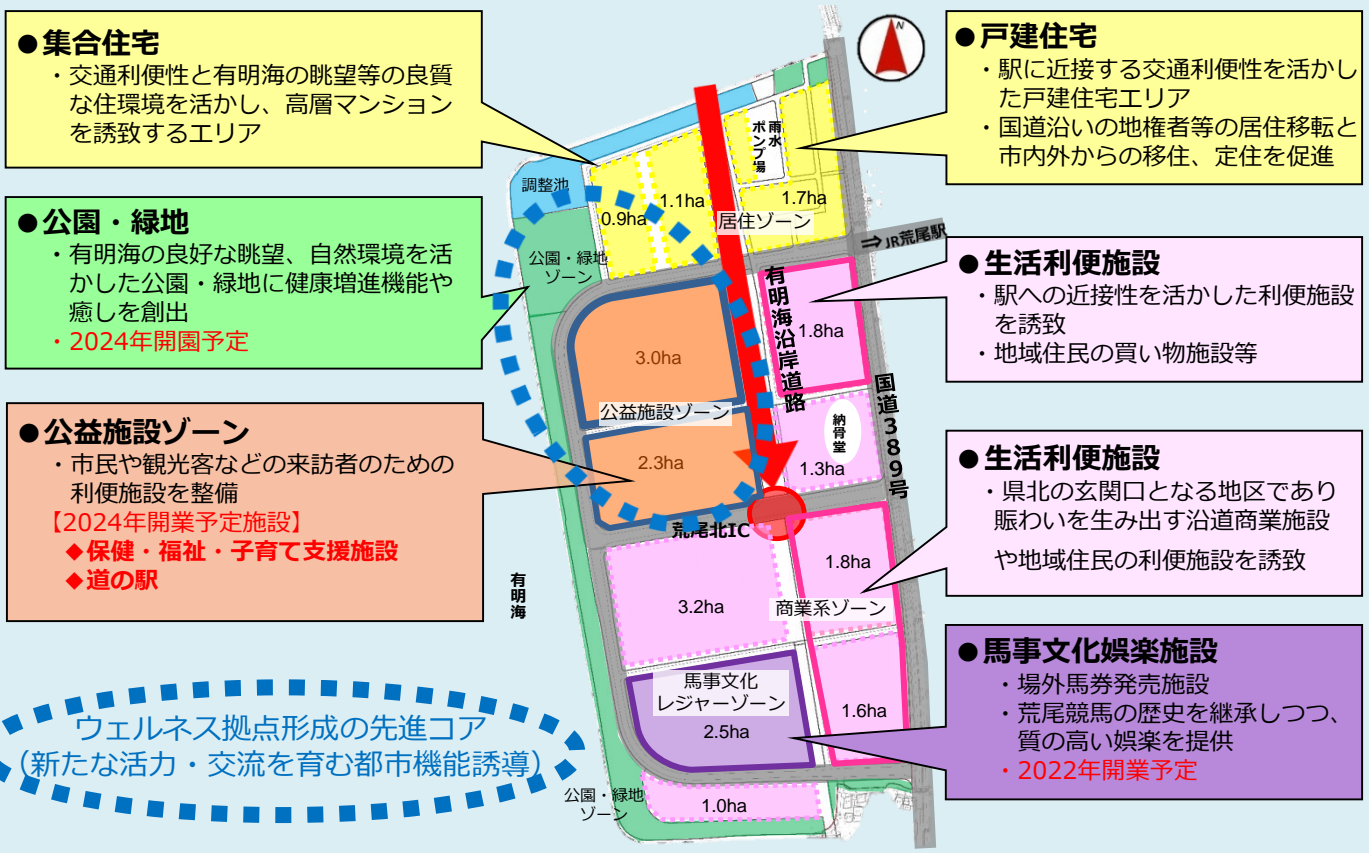 ●集合住宅
・交通利便性と有明海の眺望等の良質
な住環境を活かし、高層マンション
を誘致するエリア
●公園・緑地
・有明海の良好な眺望、自然環境を活
かした公園・緑地に健康増進機能や
癒しを創出
・2024年開園予定
●公益施設ゾーン
・市民や観光客などの来訪者のための
利便施設を整備
【2024年開業予定施設】
◆保健・福祉・子育て支援施設
◆道の駅
ウェルネス拠点形成の先進コア
(新たな活力・交流を育む都市機能誘導)
N
雨水
ポンプ場
調整池
0.9ha
1.1ha
1.7ha
居住ゾーン
⇒JR荒尾駅
公園・緑地
ゾーン
有明海沿岸道路
1.8ha
3.0ha
国道389号
公益施設ゾーン
納骨堂
2.3ha
1.3ha
荒尾北IC
有明海
1.8ha
3.2ha
商業系ゾーン
馬事文化
レジャーゾーン
2.5ha
1.6ha
公園・緑地
ゾーン
1.0ha
●戸建住宅
・駅に近接する交通利便性を活かし
た戸建住宅エリア
・国道沿いの地権者等の居住移転と
市内外からの移住、定住を促進
●生活利便施設
・駅への近接性を活かした利便施設
を誘致
・地域住民の買い物施設等
●生活利便施設
・県北の玄関口となる地区であり
賑わいを生み出す沿道商業施設
や地域住民の利便施設を誘致
●馬事文化娯楽施設
・場外馬券発売施設
・荒尾競馬の歴史を継承しつつ、
質の高い娯楽を提供
・2022年開業予定